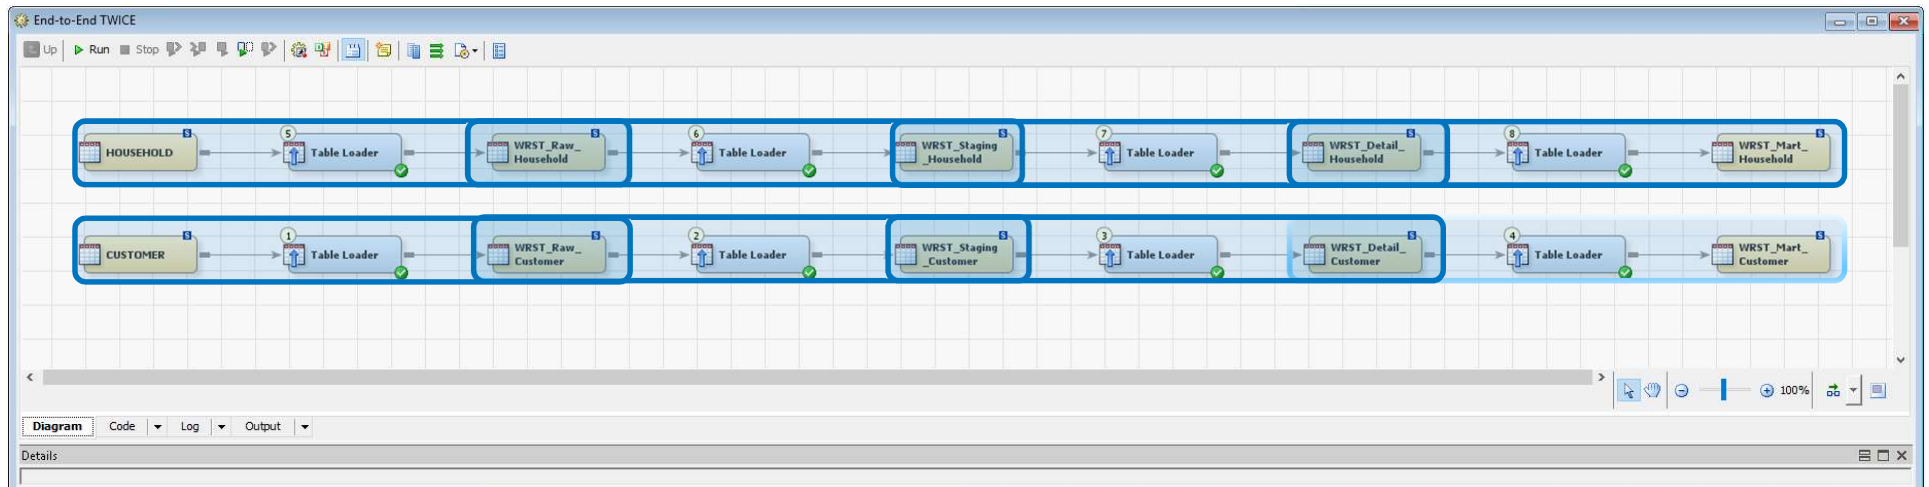 End-to-End TWICE
Up Run Stop
5 6 7 8
HOUSEHOLD Table Loader WRST_Raw_ Table Loader WRST_Staging Table Loader WRST_Detail_ Table Loader WRST_Mart_
Household _Household Household Household
1 2 3 4
CUSTOMER Table Loader WRST_Raw_ Table Loader WRST_Staging Table Loader WRST_Detail_ Table Loader WRST_Mart_
Customer _Customer Customer Customer
100%
Diagram Code Log Output
Details